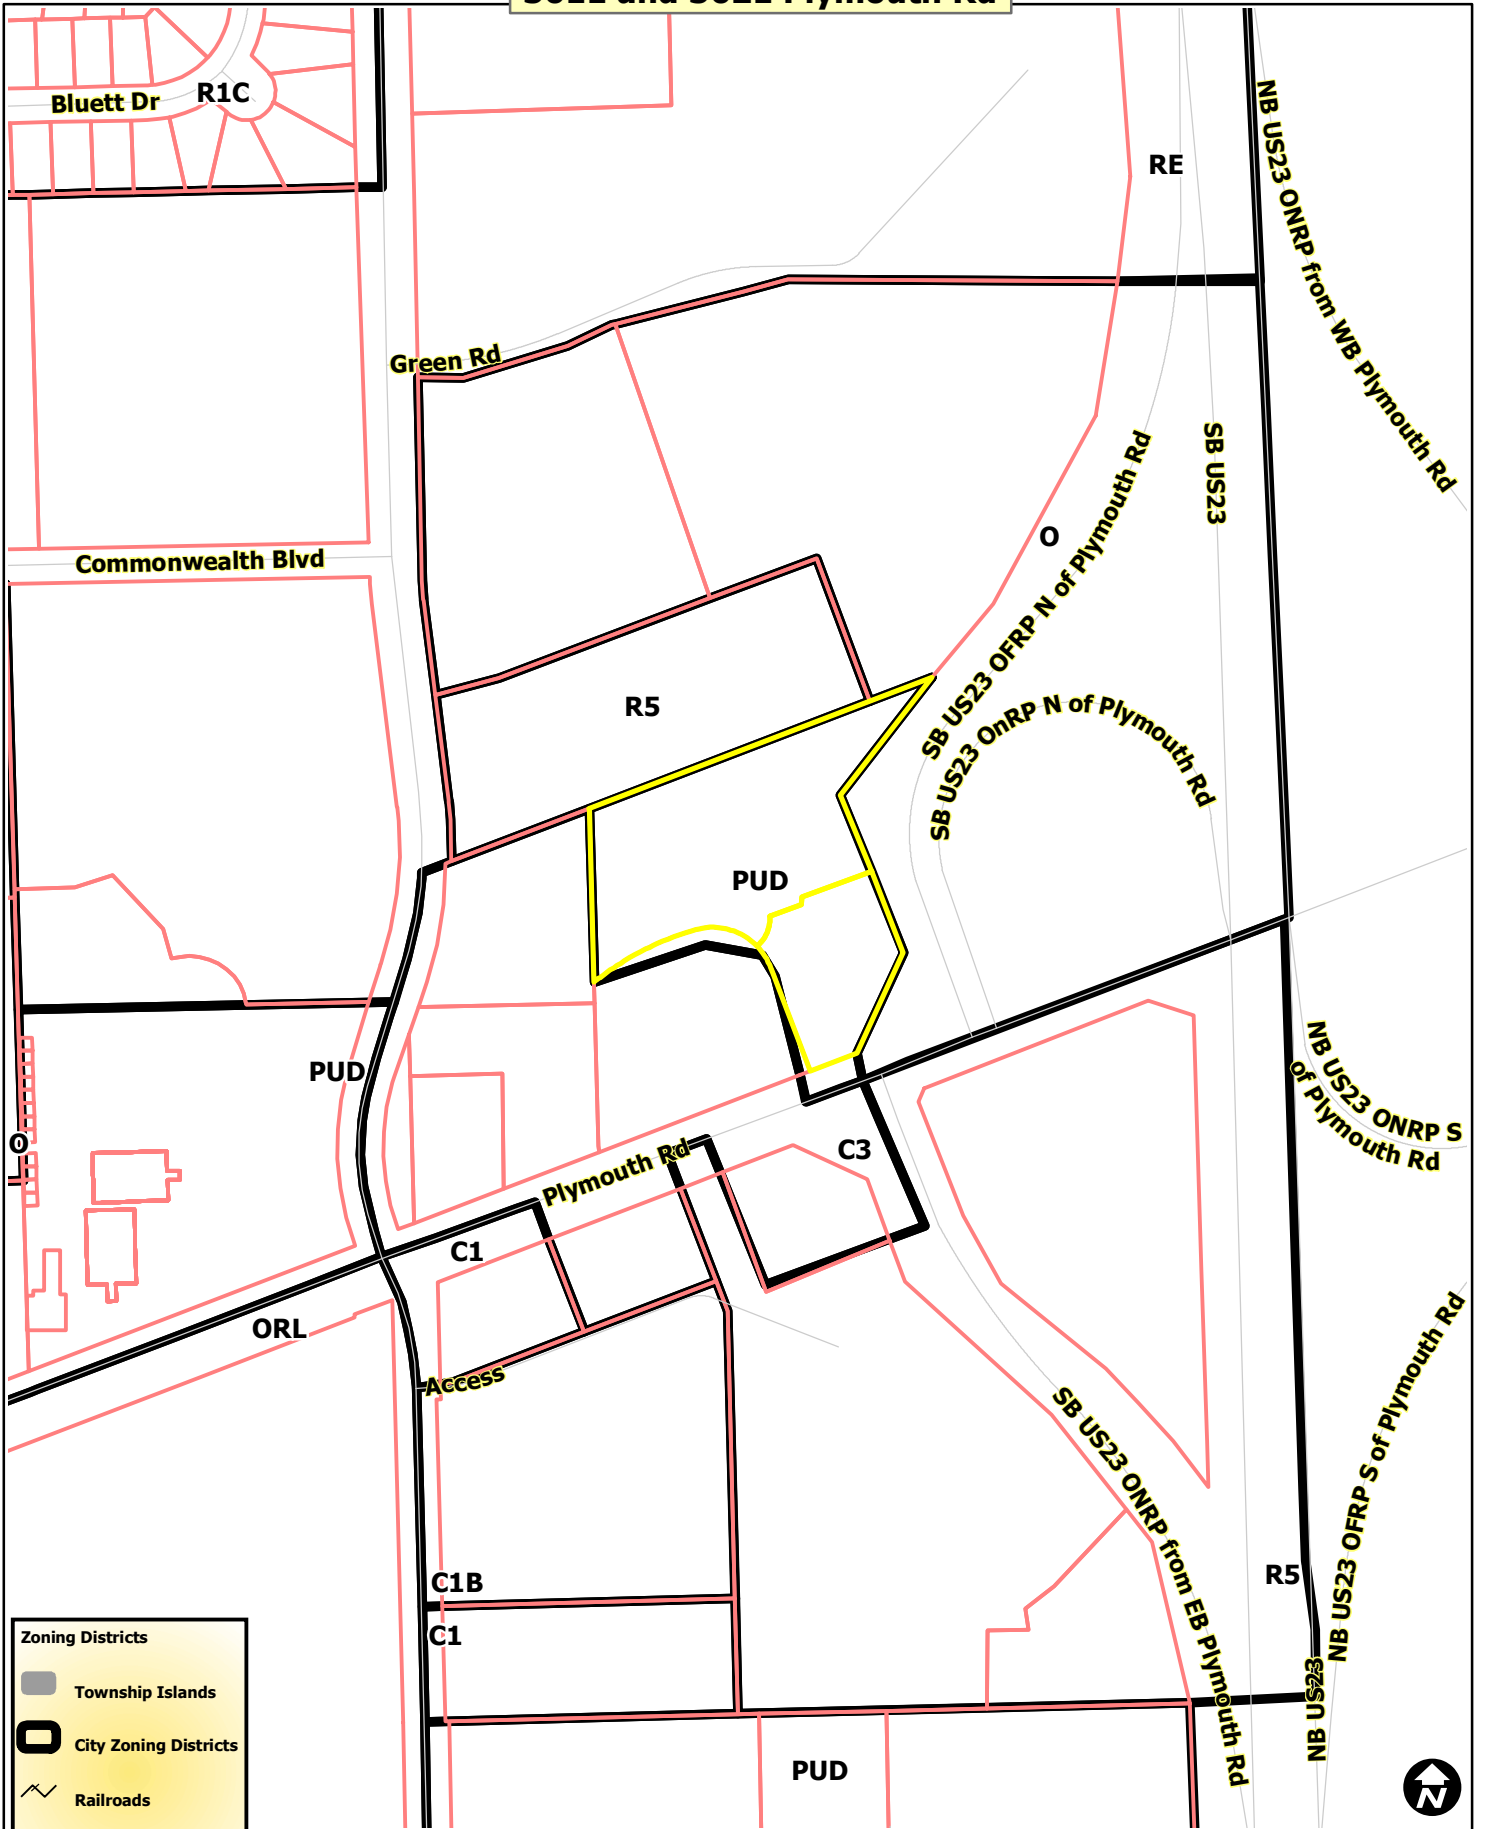 Plymouth Rd
Bluett Dr
R1C
RE
NB US23 ONRP from WB Plymouth Rd
Green Rd
SB US23
O
SB US23 OFRP N of Plymouth Rd
Commonwealth Blvd
R5
SB US23 OnRP N of Plymouth Rd
PUD
PUD
NB US23 ONRP S
of Plymouth Rd
O
C3
Plymouth Rd
C1
ORL
Access
SB US23 ONRP from EB Plymouth Rd
NB US23 OFRP S of Plymouth Rd
R5
C1B
C1
NB US23
PUD
Zoning Districts
Township Islands
City Zoning Districts
Railroads
N